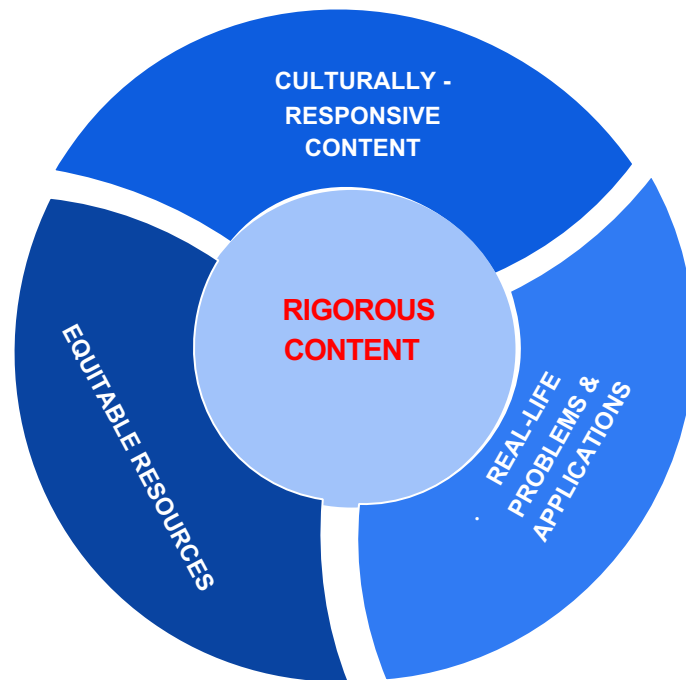 CULTURALLY -
RESPONSIVE
CONTENT
RIGOROUS
CONTENT
EQUITABLE RESOURCES
REAL-LIFE
PROBLEMS &
. APPLICATIONS